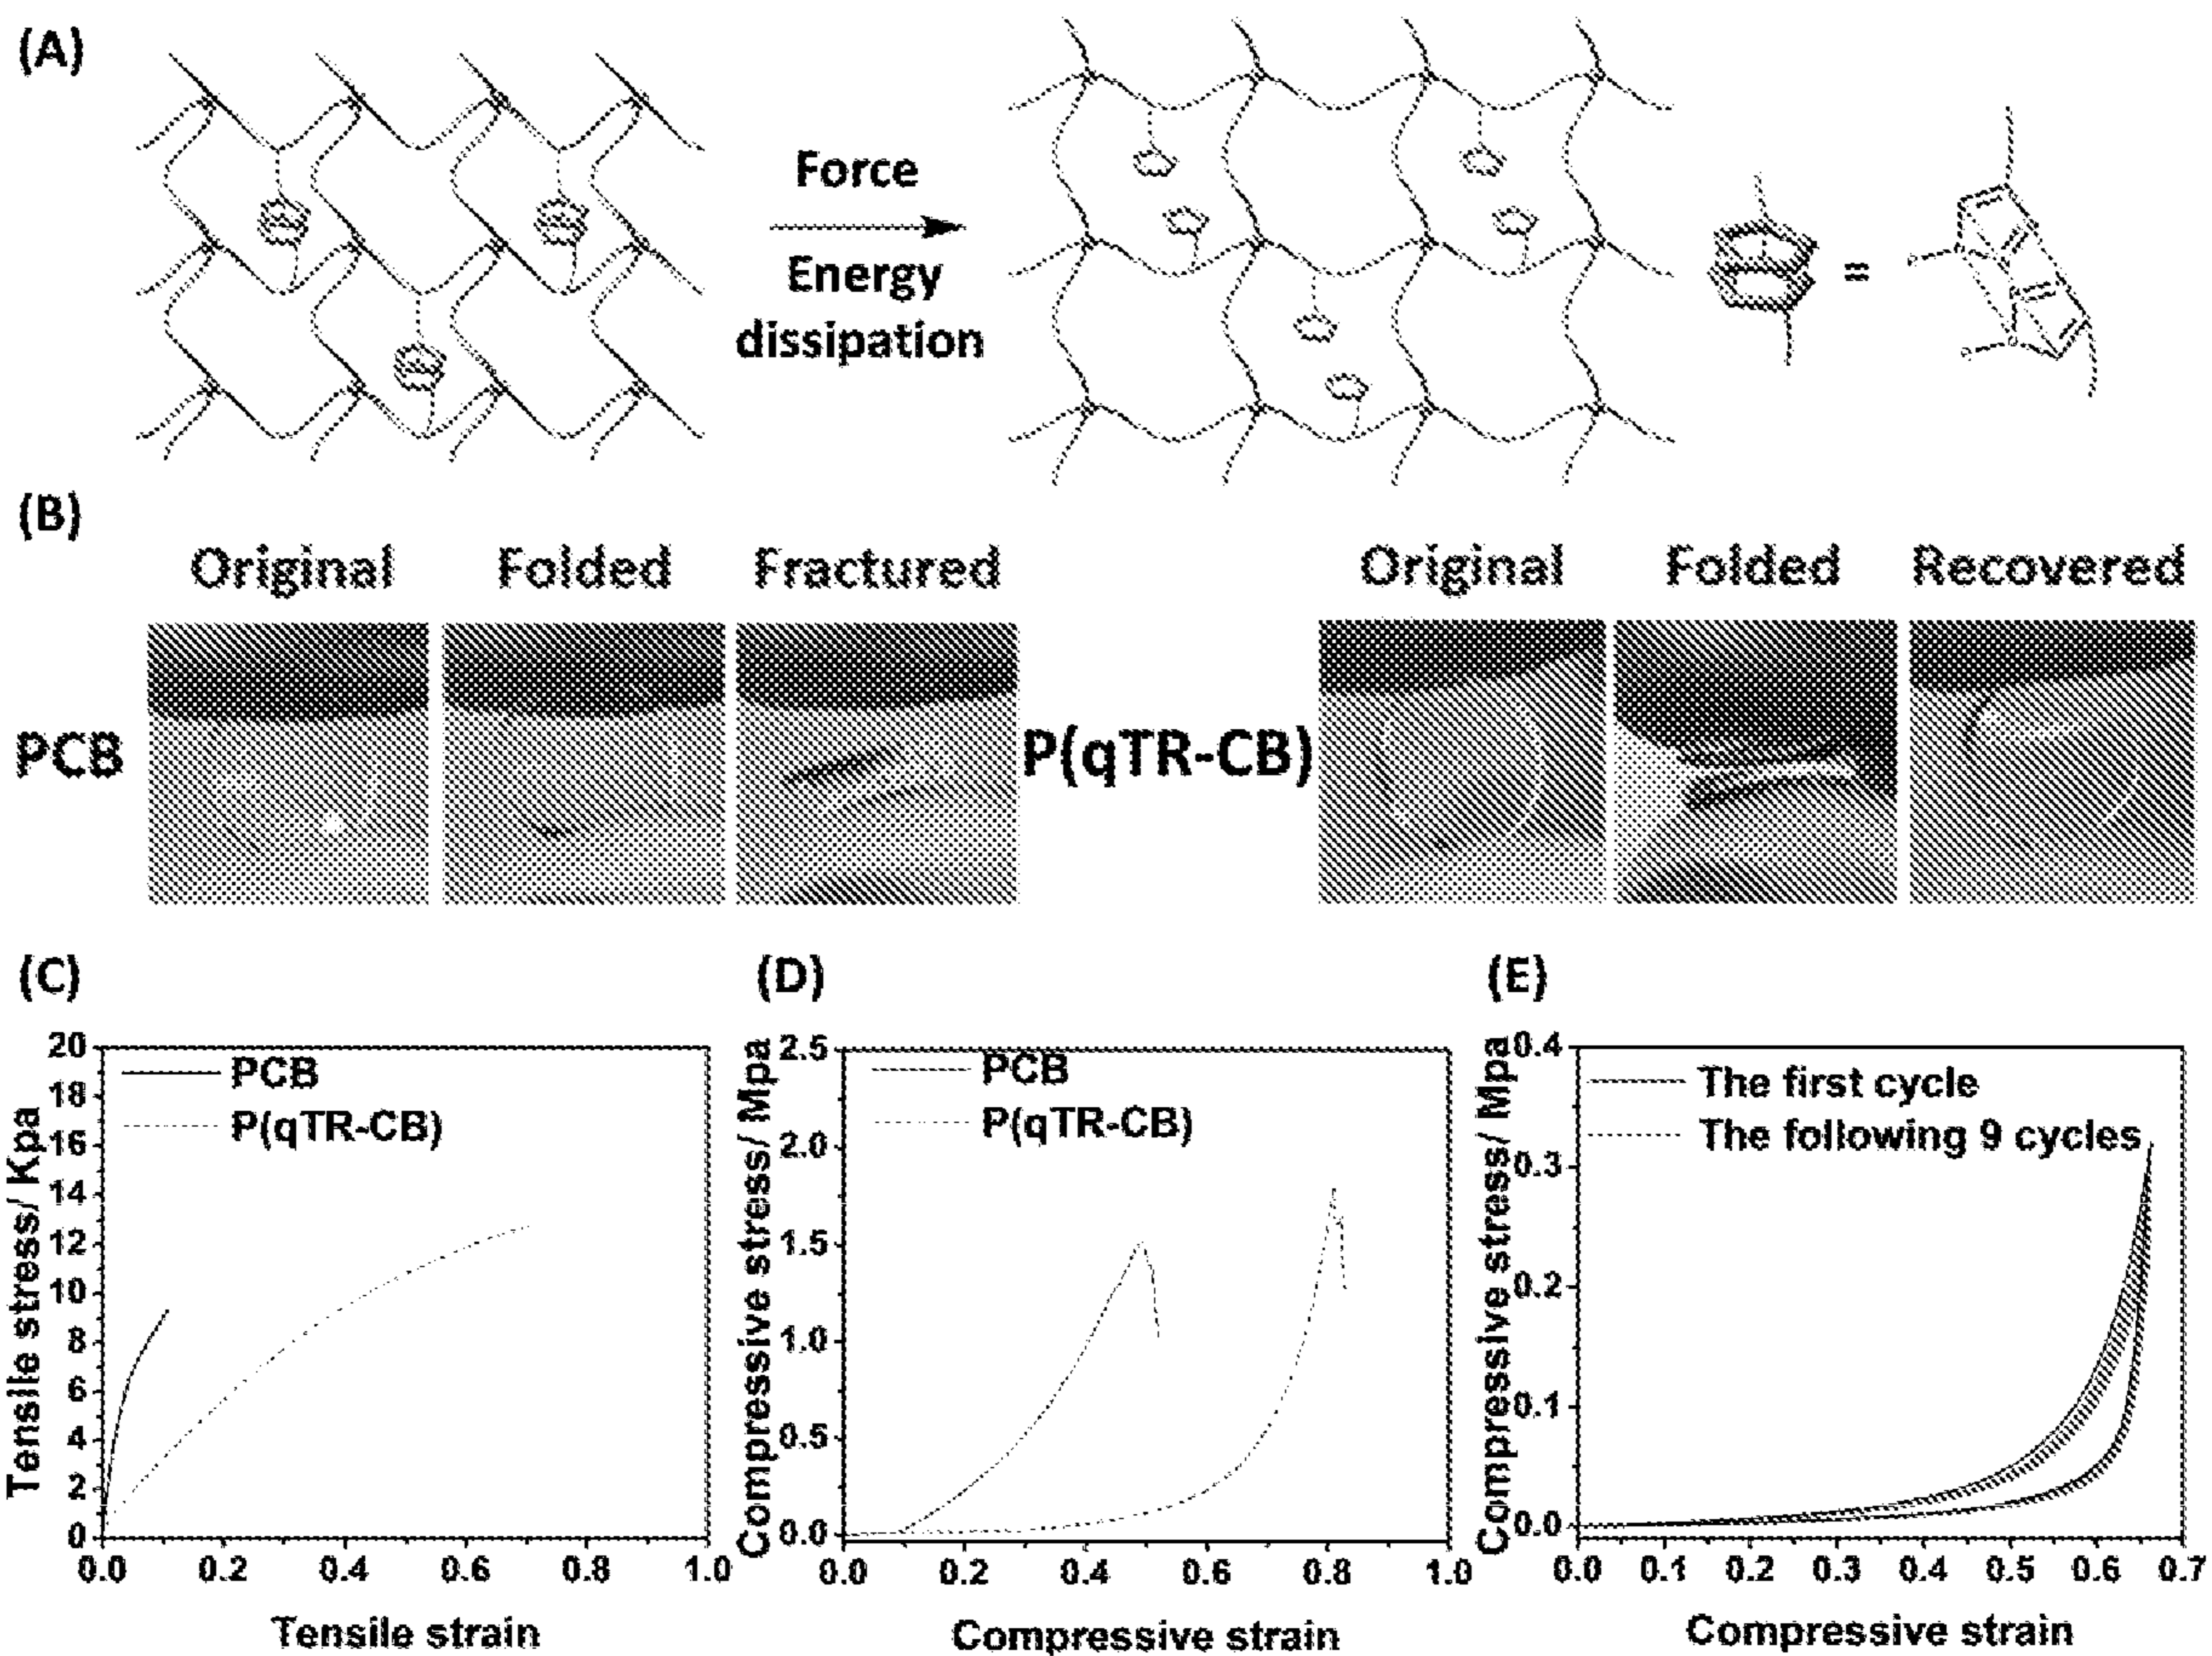 (A)
Force
Energy
dissipation
=
(B)
Original Folded Fractured
Original Folded Recovered
PCB
P(qTR-CB)
(C)
20
18
16
14
12
10
8
6
4
2
0
Tensile stress/ Kpa
PCB
P(qTR-CB)
0.0 0.2 0.4 0.6 0.8 1.0
Tensile strain
(D)
2.5
2.0
1.5
1.0
0.5
0.0
Compressive stress/ Mpa
PCB
P(qTR-CB)
0.0 0.2 0.4 0.6 0.8 1.0
Compressive strain
(E)
0.4
0.3
0.2
0.1
0.0
Compressive stress/ Mpa
The first cycle
The following 9 cycles
0.0 0.1 0.2 0.3 0.4 0.5 0.6 0.7
Compressive strain